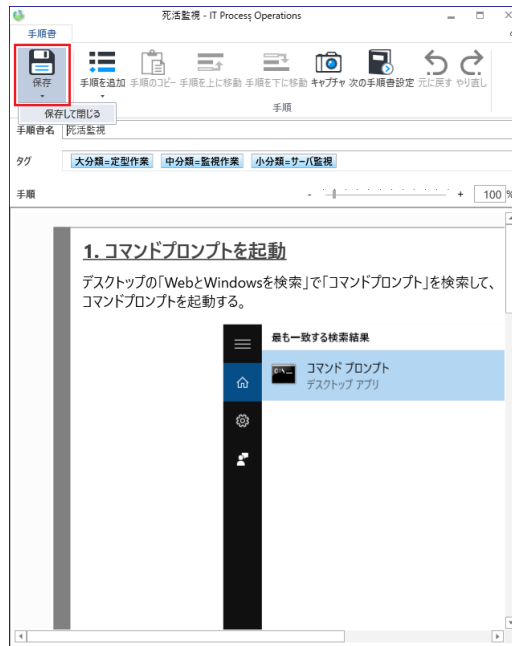 死活監視 - IT Process Operations
手順書
保存 手順を追加 手順のコピー 手順を上に移動 手順を下に移動 キャプチャ 次の手順書設定 元に戻す やり直し
保存して閉じる
手順
手順書名 死活監視
タグ 大分類=定型作業 中分類=監視作業 小分類=サーバ監視
手順 - + 100 %
1. コマンドプロンプトを起動
デスクトップの「WebとWindowsを検索」で「コマンドプロンプト」を検索して、
コマンドプロンプトを起動する。
最も一致する検索結果
コマンド プロンプト
デスクトップ アプリ